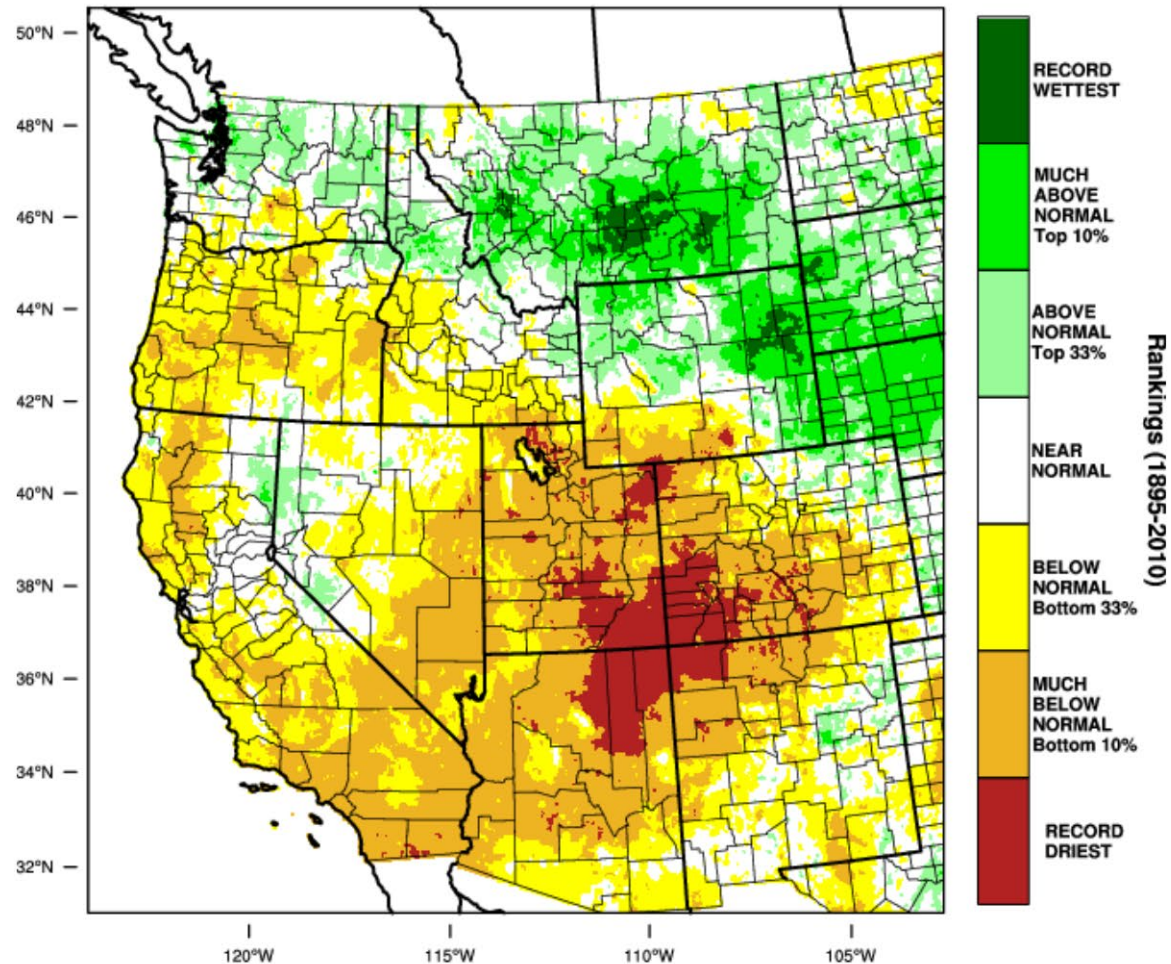 50°N
48°N
46°N
44°N
42°N
40°N
38°N
36°N
34°N
32°N
120°W
115°W
110°W
105°W
RECORD
WETTEST
MUCH
ABOVE
NORMAL
Top 10%
ABOVE
NORMAL
Top 33%
NEAR
NORMAL
BELOW
NORMAL
Bottom 33%
MUCH
BELOW
NORMAL
Bottom 10%
RECORD
DRIEST
Rankings (1895-2010)